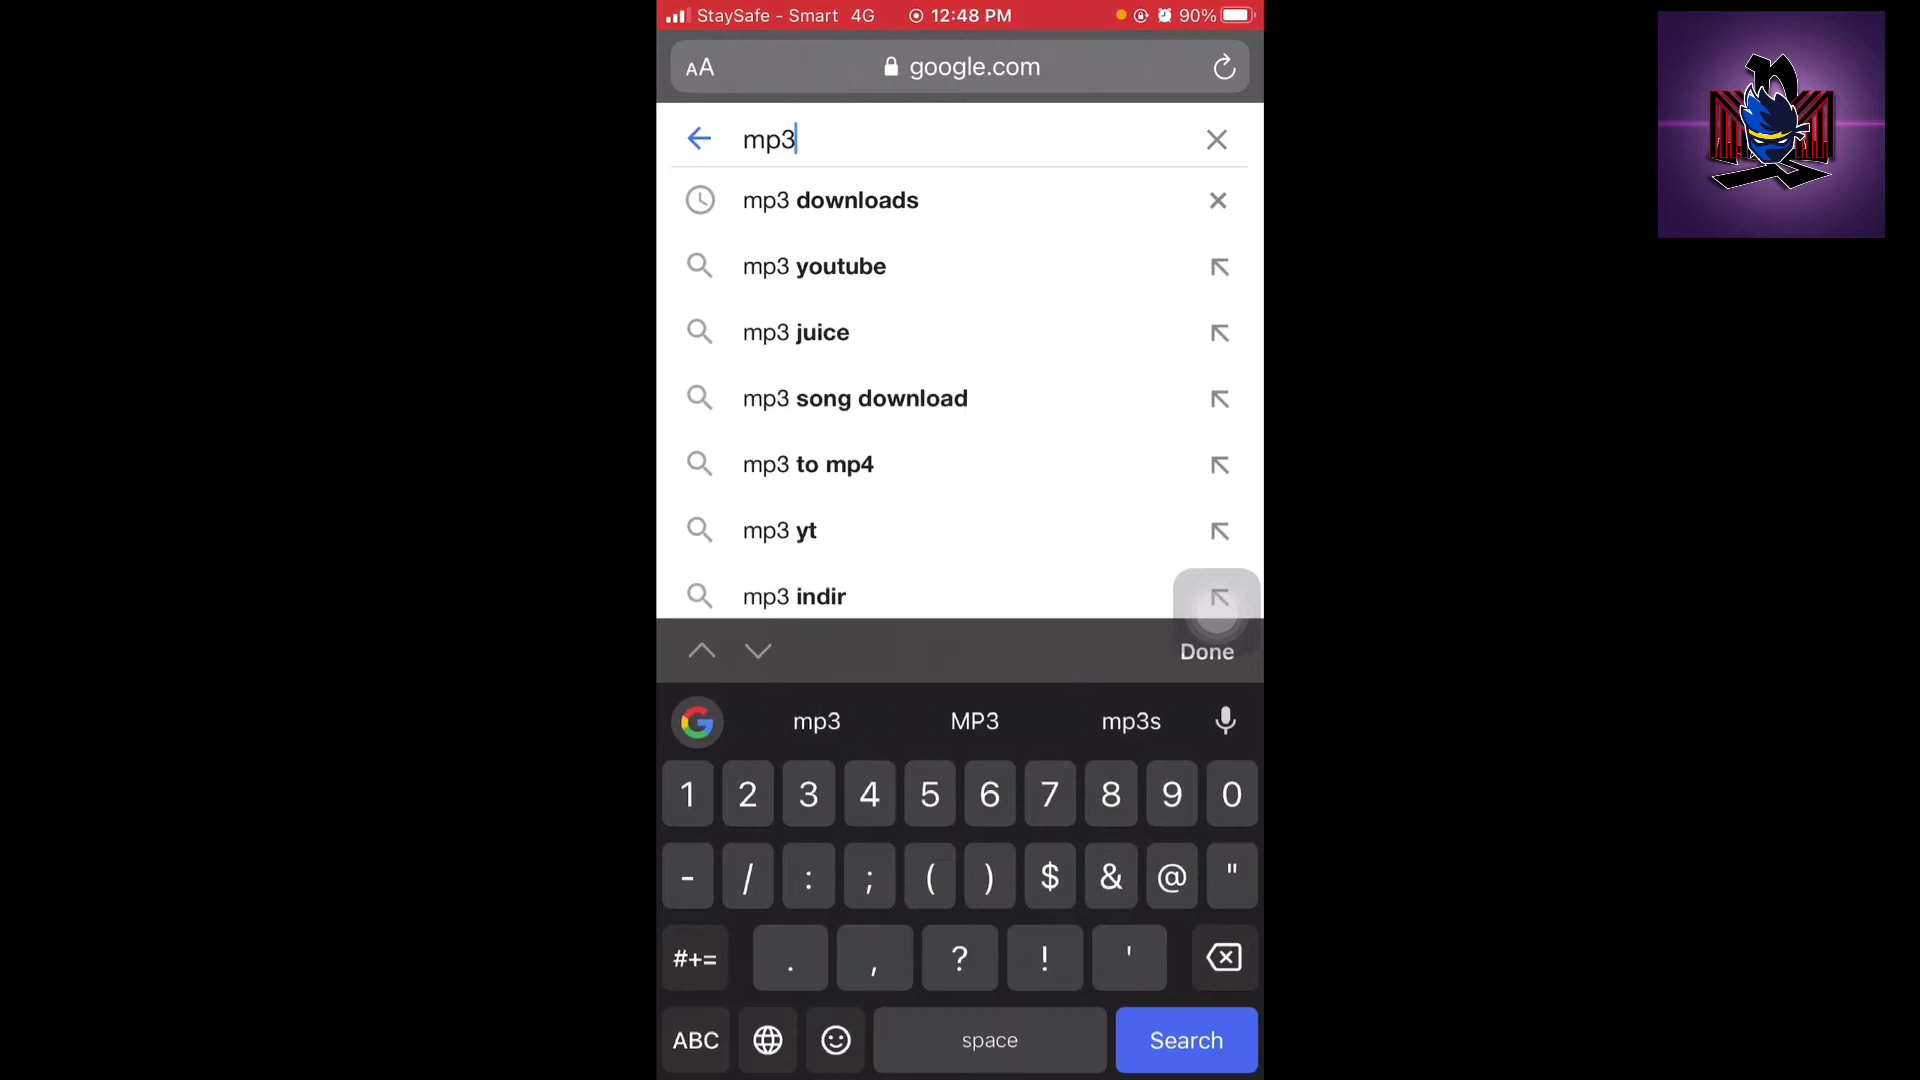 StaySafe - Smart 4G 12:48 PM 90%
AA google.com
mp3
mp3 downloads
mp3 youtube
mp3 juice
mp3 song download
mp3 to mp4
mp3 yt
mp3 indir
Done
mp3 MP3 mp3s
1 2 3 4 5 6 7 8 9 0
- / : ; ( ) $ & @ "
#+= . , ? ! '
ABC space Search